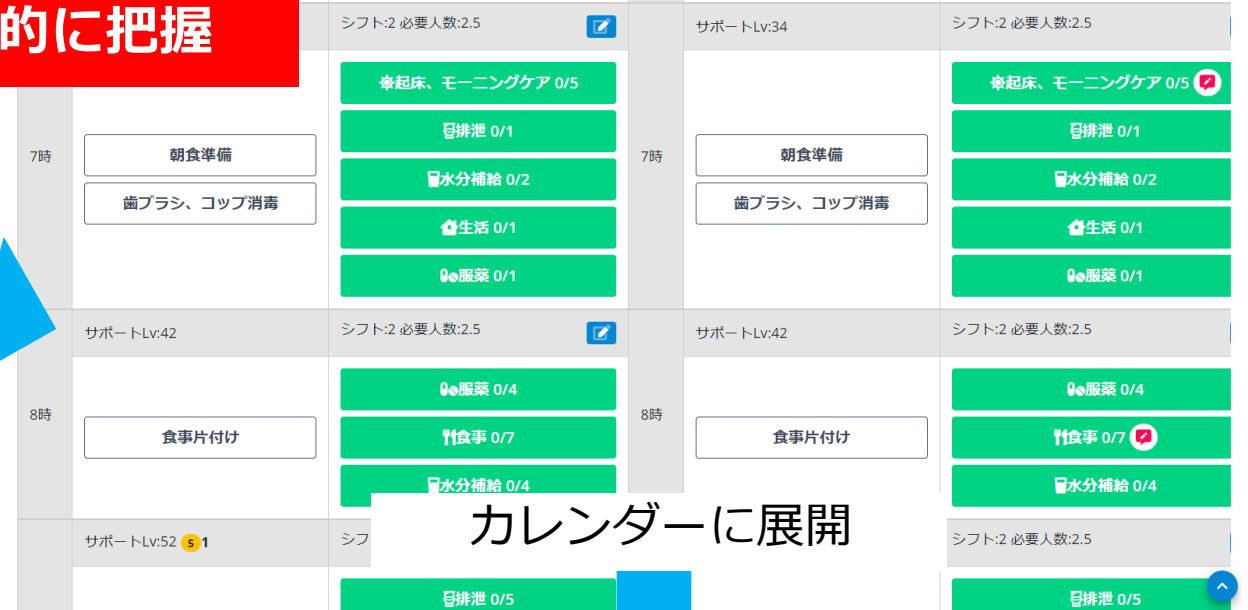 的に把握
シフト:2 必要人数:2.5
サポートLv:34
シフト:2 必要人数:2.5
7時
朝食準備
歯ブラシ、コップ消毒
起床、モーニングケア 0/5
排泄 0/1
水分補給 0/2
生活 0/1
服薬 0/1
7時
朝食準備
歯ブラシ、コップ消毒
起床、モーニングケア 0/5
排泄 0/1
水分補給 0/2
生活 0/1
服薬 0/1
サポートLv:42
シフト:2 必要人数:2.5
サポートLv:42
シフト:2 必要人数:2.5
8時
食事片付け
服薬 0/4
食事 0/7
水分補給 0/4
8時
食事片付け
服薬 0/4
食事 0/7
水分補給 0/4
カレンダーに展開
サポートLv:52 5 1
シフ
シフト:2 必要人数:2.5
排泄 0/5
排泄 0/5